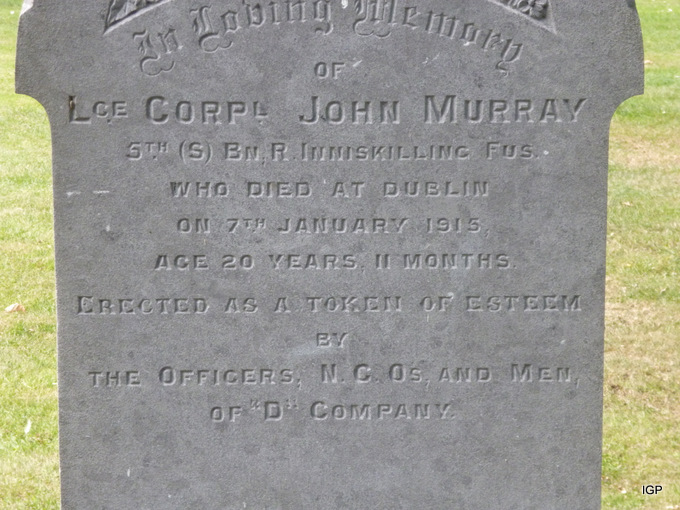 In Loving Memory
OF
LCE CORPL JOHN MURRAY
5TH (S) BN, R. INNISKILLING FUS.
WHO DIED AT DUBLIN
ON 7TH JANUARY 1915,
AGE 20 YEARS, 11 MONTHS.
ERECTED AS A TOKEN OF ESTEEM
BY
THE OFFICERS, N.C.OS, AND MEN,
OF "D" COMPANY.
IGP